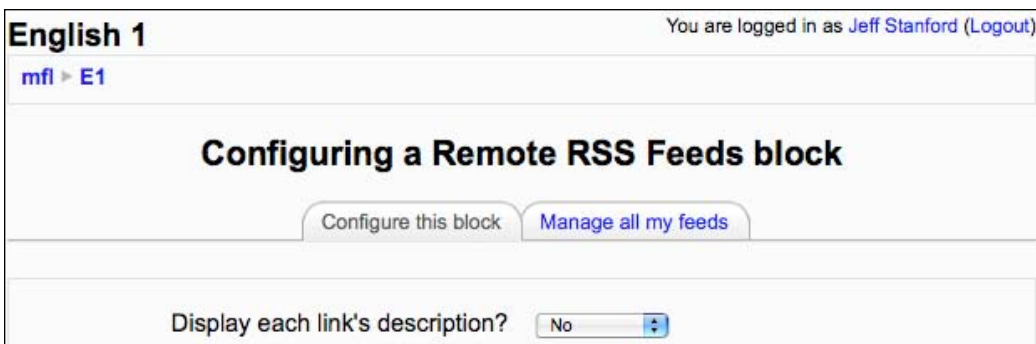 English 1
You are logged in as Jeff Stanford (Logout)
mfl ► E1
Configuring a Remote RSS Feeds block
Configure this block
Manage all my feeds
Display each link's description? No